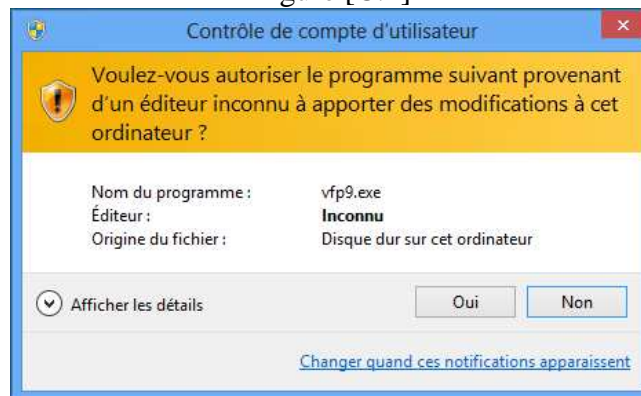 Contrôle de compte d'utilisateur
Voulez-vous autoriser le programme suivant provenant
d'un éditeur inconnu à apporter des modifications à cet
ordinateur ?
Nom du programme : vfp9.exe
Éditeur : Inconnu
Origine du fichier : Disque dur sur cet ordinateur
Afficher les détails
Oui Non
Changer quand ces notifications apparaissent